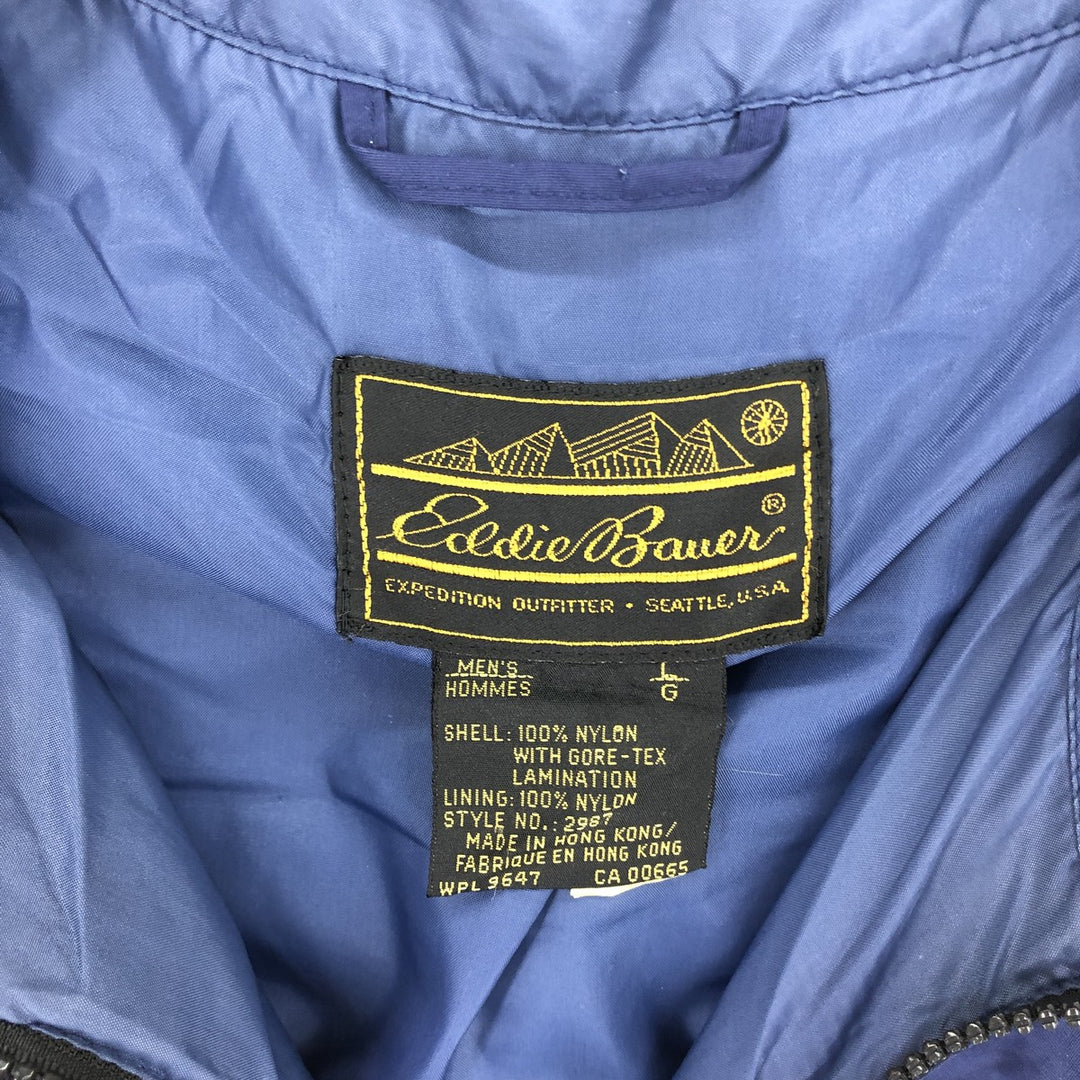 Eddie Bauer®
EXPEDITION OUTFITTER • SEATTLE, U.S.A.
MEN'S L
HOMMES G
SHELL: 100% NYLON
WITH GORE-TEX
LAMINATION
LINING: 100% NYLON
STYLE NO.: 2987
MADE IN HONG KONG/
FABRIQUE EN HONG KONG
WPL 9647 CA 00665